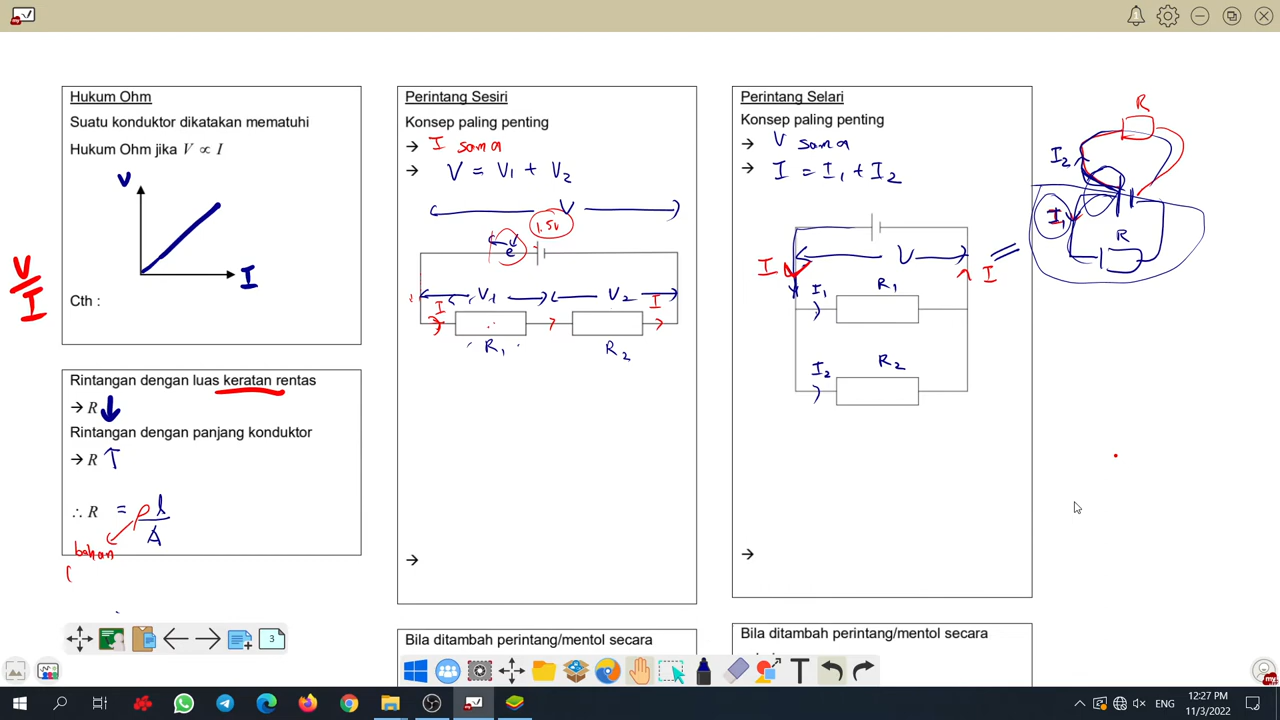 Hukum Ohm
Suatu konduktor dikatakan mematuhi
Hukum Ohm jika V ∝ I
V
I
V
I
Cth :
Rintangan dengan luas keratan rentas
→ R ↓
Rintangan dengan panjang konduktor
→ R ↑
∴ R = ρl
A
bahan
Perintang Sesiri
Konsep paling penting
→ I sama
→ V = V₁ + V₂
V
1.5V
e
V₁ V₂
I I
R₁ R₂
→
Bila ditambah perintang/mentol secara
Perintang Selari
Konsep paling penting
→ V sama
→ I = I₁ + I₂
V
I I
I₁ R₁
I₂ R₂
→
Bila ditambah perintang/mentol secara
R
I₂
I₁
R
3
12:27 PM
ENG
11/3/2022